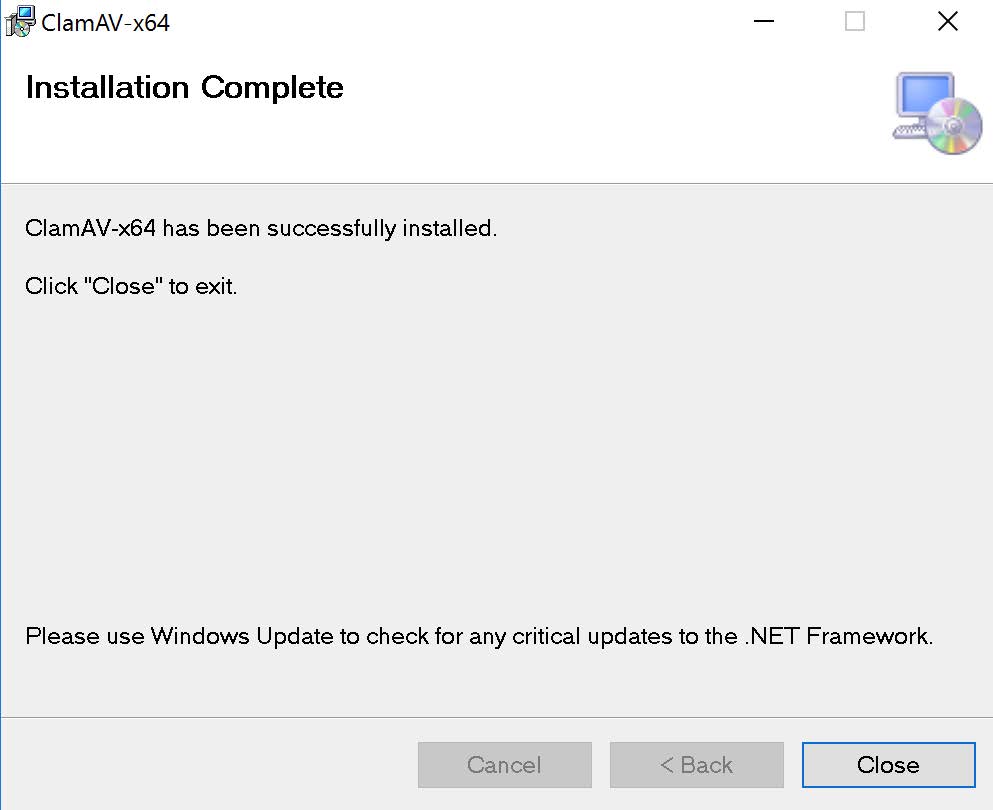 ClamAV-x64
Installation Complete
ClamAV-x64 has been successfully installed.
Click "Close" to exit.
Please use Windows Update to check for any critical updates to the .NET Framework.
Cancel
< Back
Close